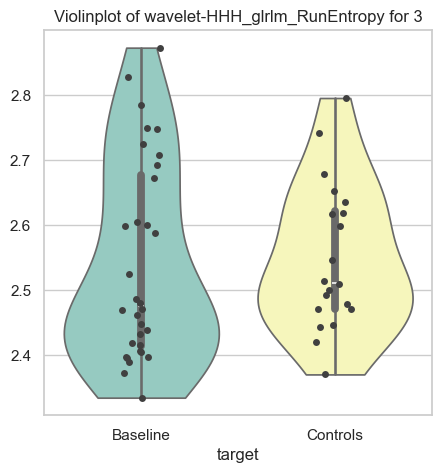 Violinplot of wavelet-HHH_glrlm_RunEntropy for 3
2.8
2.7
2.6
2.5
2.4
Baseline Controls
target